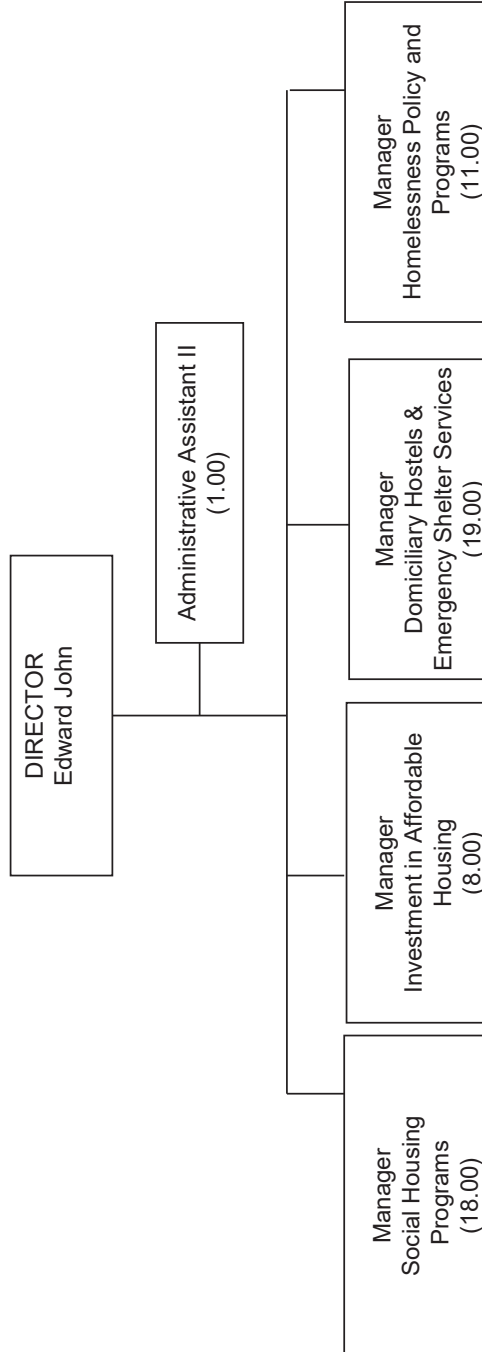 DIRECTOR
Edward John
Administrative Assistant II
(1.00)
Manager
Social Housing
Programs
(18.00)
Manager
Investment in Affordable
Housing
(8.00)
Manager
Domiciliary Hostels &
Emergency Shelter Services
(19.00)
Manager
Homelessness Policy and
Programs
(11.00)